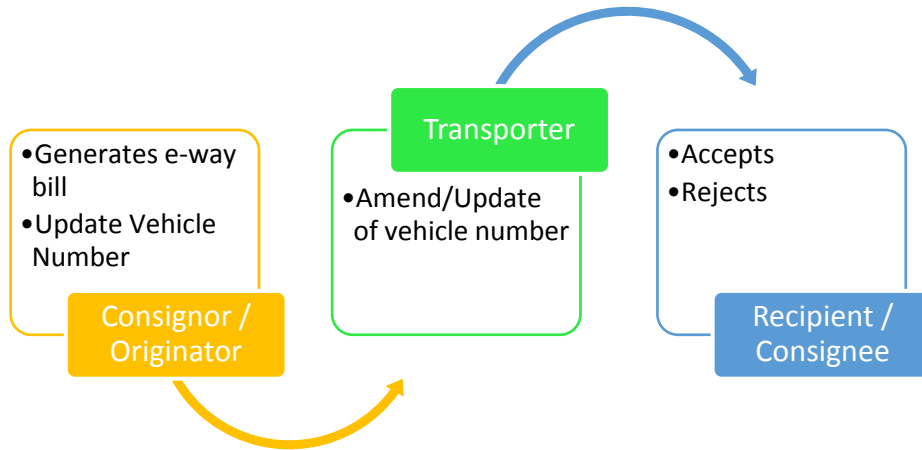 •Generates e-way
bill
•Update Vehicle
Number
Consignor /
Originator
Transporter
•Amend/Update
of vehicle number
•Accepts
•Rejects
Recipient /
Consignee